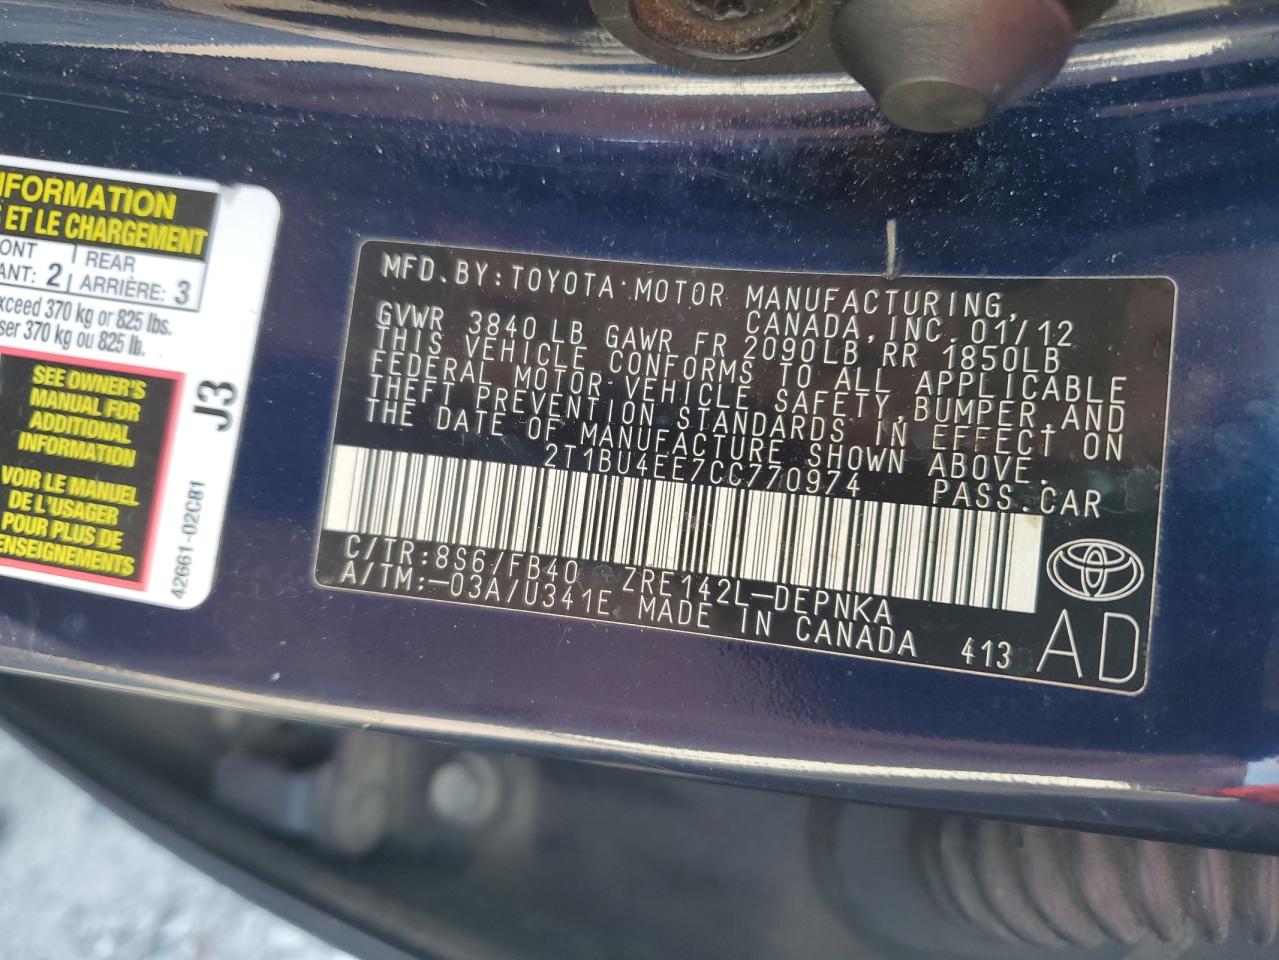 INFORMATION
ET LE CHARGEMENT
REAR
ANT: 2 ARRIÈRE: 3
exceed 370 kg or 825 lbs.
ser 370 kg ou 825 lb.
SEE OWNER'S
MANUAL FOR
ADDITIONAL
INFORMATION
VOIR LE MANUEL
DE L'USAGER
POUR PLUS DE
ENSEIGNEMENTS
J3
42661-02C81
MFD.BY:TOYOTA MOTOR MANUFACTURING,
CANADA, INC.01/12
GVWR 3840LB GAWR FR 2090LB RR 1850LB
THIS VEHICLE CONFORMS TO ALL APPLICABLE
FEDERAL MOTOR VEHICLE SAFETY,BUMPER,AND
THEFT PREVENTION STANDARDS IN EFFECT ON
THE DATE OF MANUFACTURE SHOWN ABOVE.
2T1BU4EE7CC770974 PASS.CAR
C/TR:8S6/FB40 ZRE142L-DEPNKA
A/TM:-03A/U341E MADE IN CANADA 413
AD